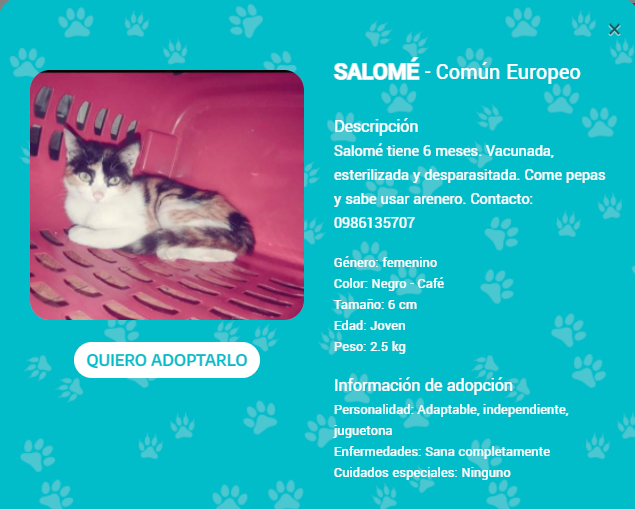 ×
SALOMÉ - Común Europeo
Descripción
Salomé tiene 6 meses. Vacunada,
esterilizada y desparasitada. Come pepas
y sabe usar arenero. Contacto:
0986135707
Género: femenino
Color: Negro - Café
Tamaño: 6 cm
Edad: Joven
Peso: 2.5 kg
QUIERO ADOPTARLO
Información de adopción
Personalidad: Adaptable, independiente,
juguetona
Enfermedades: Sana completamente
Cuidados especiales: Ninguno